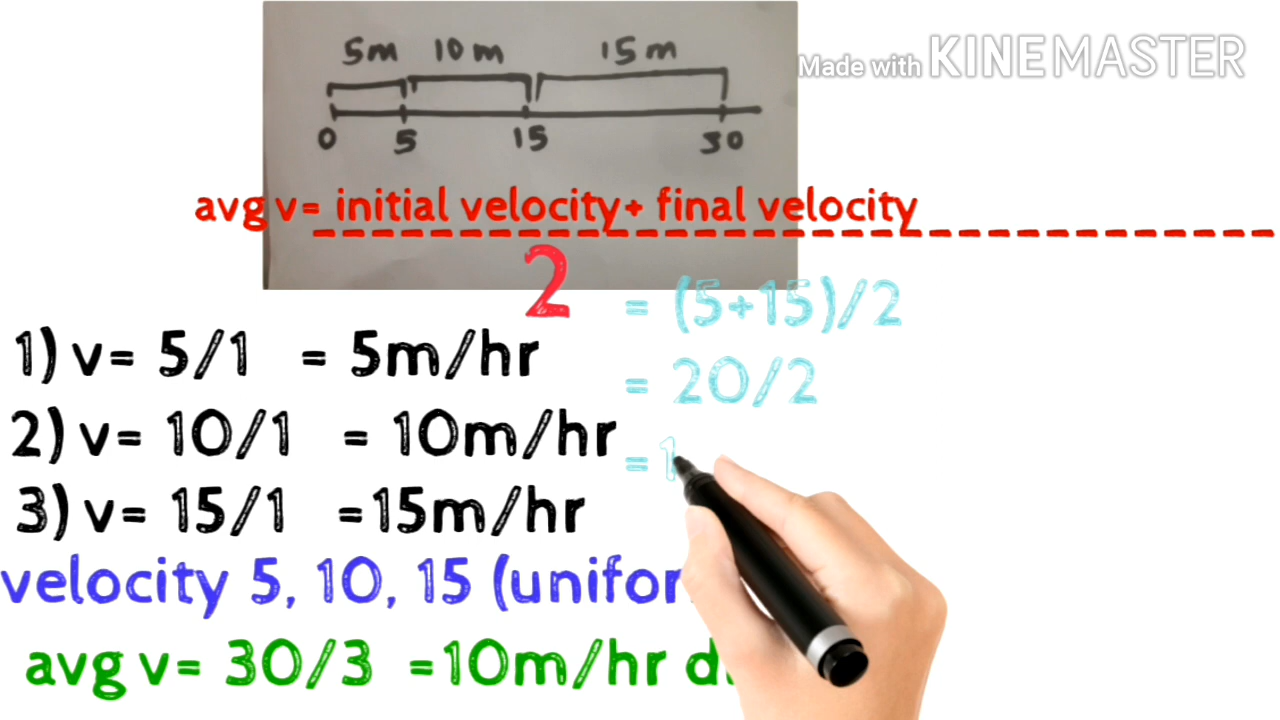 5m 10m 15m
Made with KINEMASTER
0 5 15 30
avg v= initial velocity+ final velocity
2
= (5+15)/2
1) v= 5/1 = 5m/hr
= 20/2
2) v= 10/1 = 10m/hr
= 1
3) v= 15/1 =15m/hr
velocity 5, 10, 15
avg v= 30/3 =10m/hr